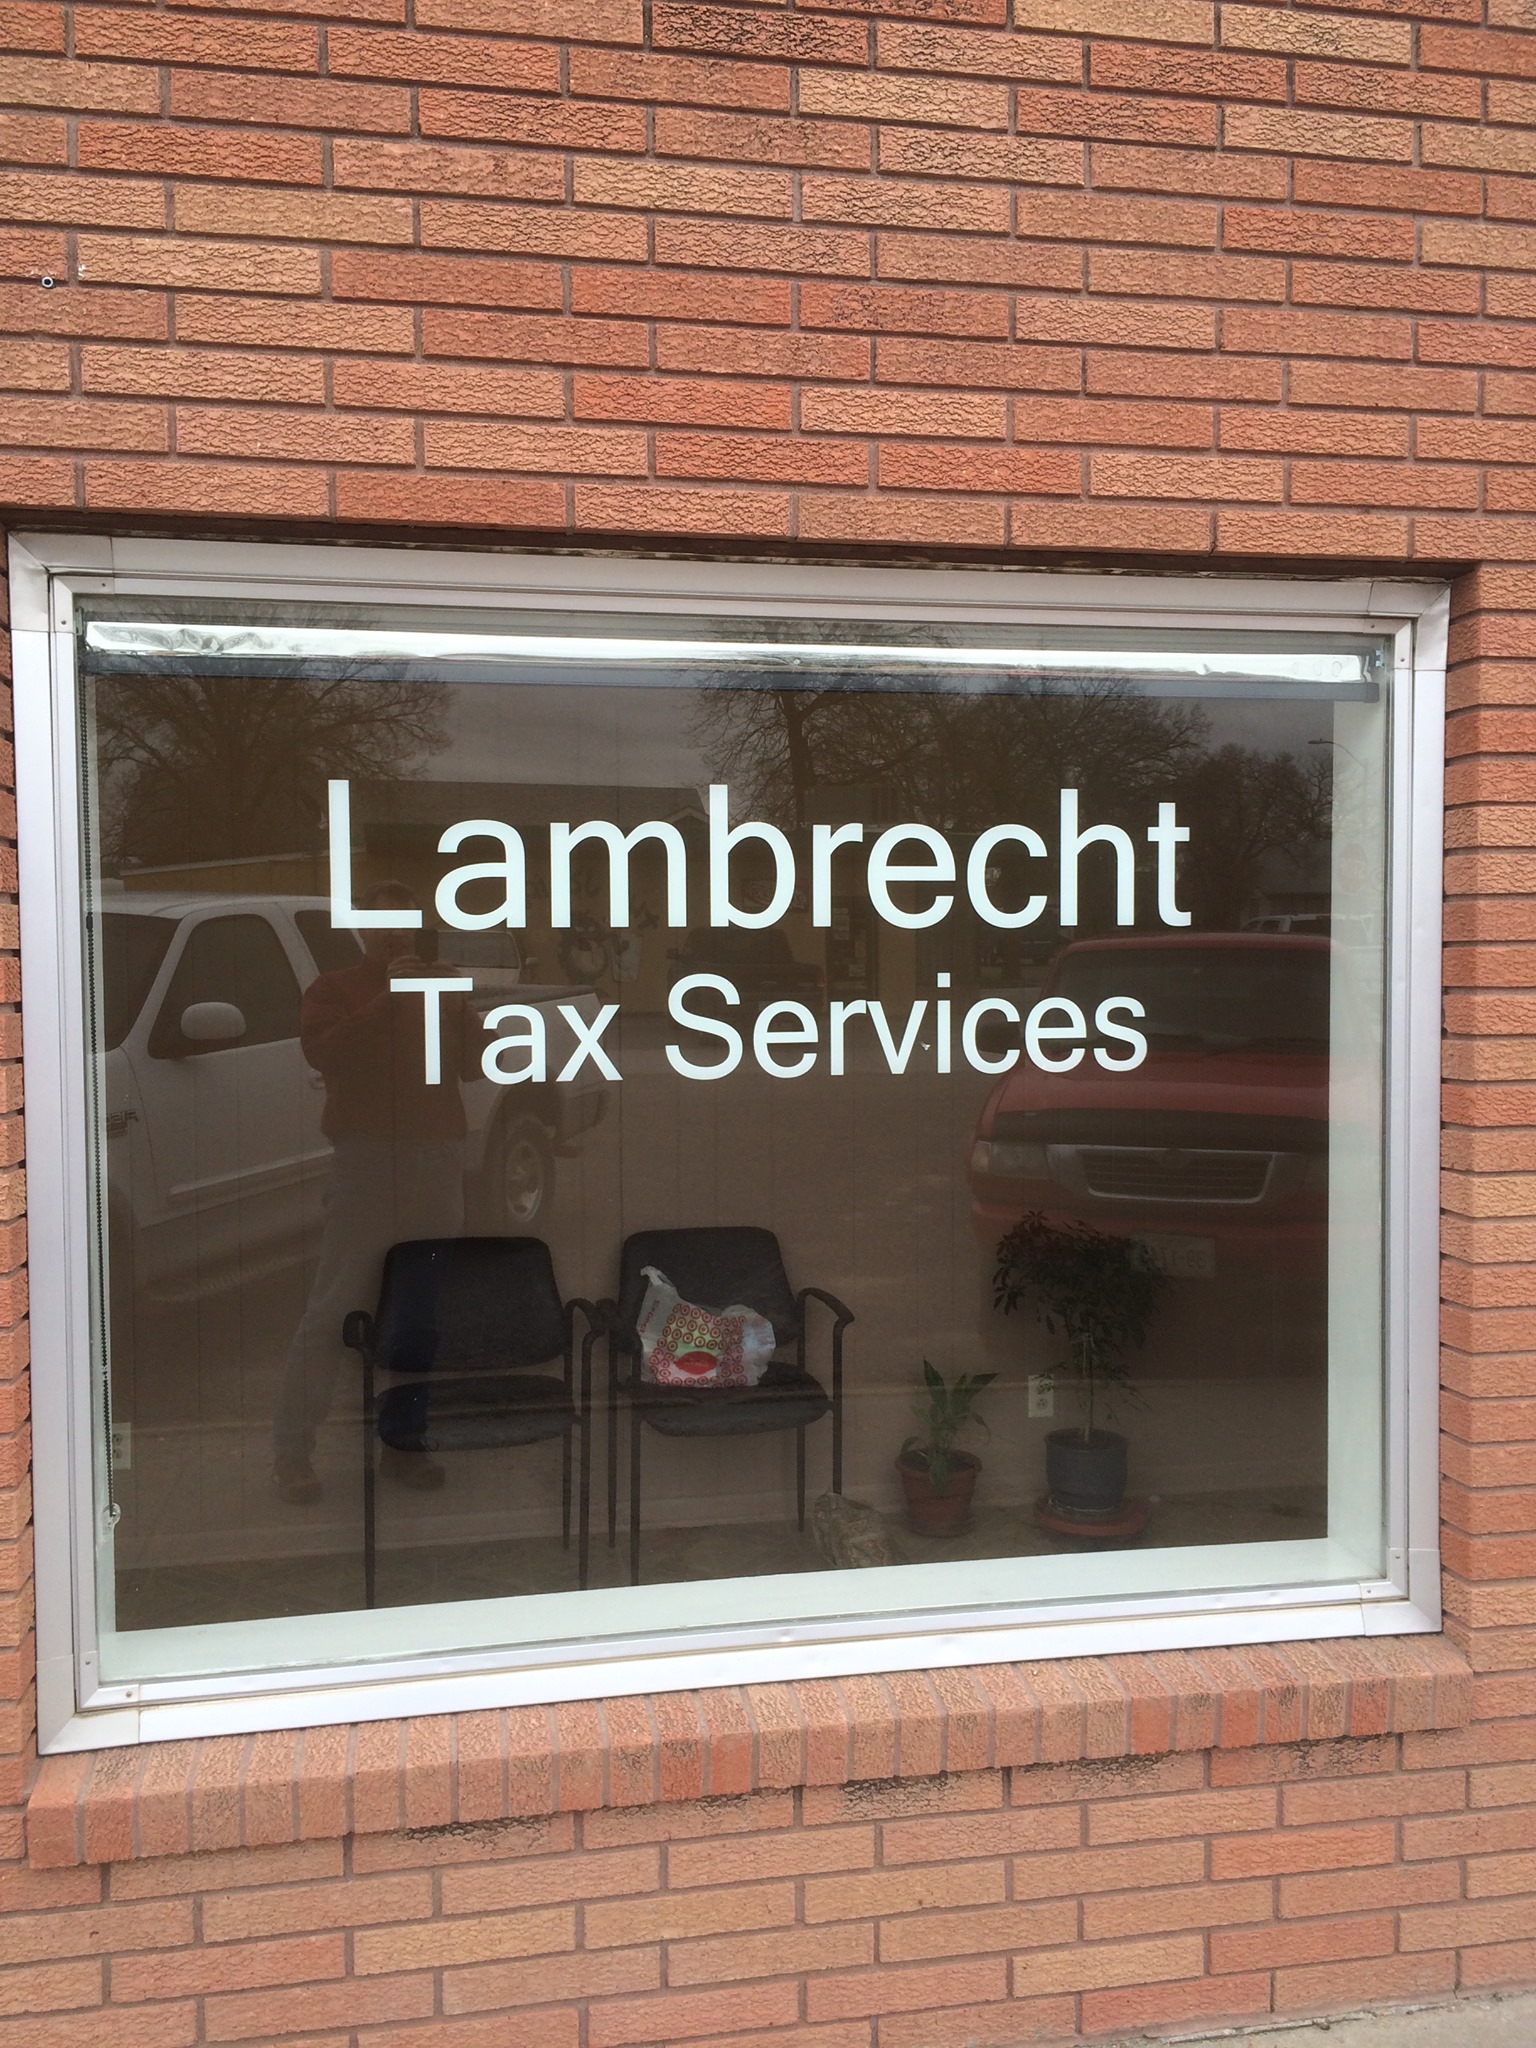 Lambrecht
Tax Services